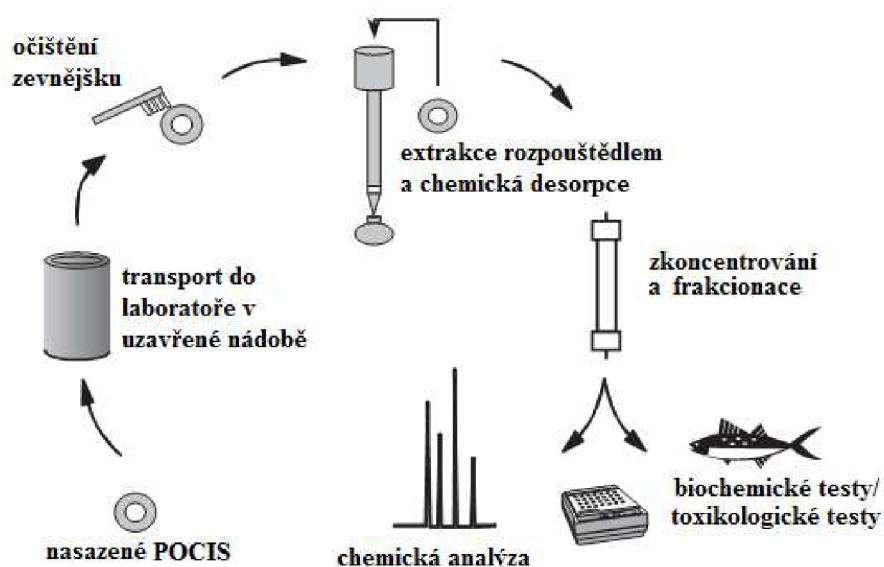 očištění
zevnějšku
extrakce rozpouštědlem
a chemická desorpce
transport do
laboratoře v
uzavřené nádobě
zkoncentrování
a frakcionace
nasazené POCIS
chemická analýza
biochemické testy/
toxikologické testy